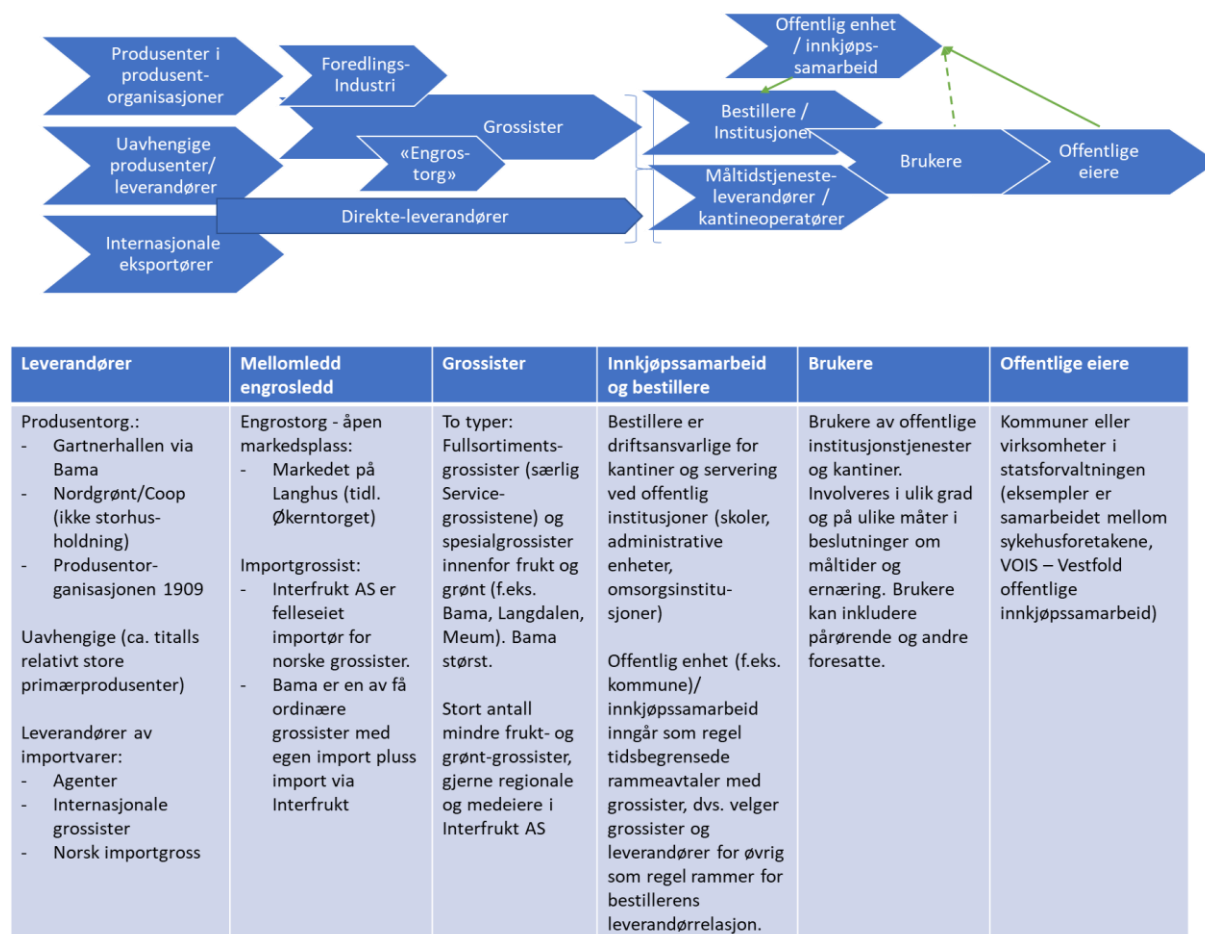 Produsenter i
produsent-
organisasjoner
Foredlings-
Industri
Offentlig enhet
/ innkjøps-
samarbeid
Uavhengige
produsenter/
leverandører
Grossister
«Engros-
torg»
Bestillere /
Institusjoner
Brukere
Offentlige
eiere
Direkte-leverandører
Måltidstjeneste-
leverandører /
kantineoperatører
Internasjonale
eksportører
Leverandører
Mellomledd
engrosledd
Grossister
Innkjøpssamarbeid
og bestillere
Brukere
Offentlige eiere
Produsentorg.:
- Gartnerhallen via
Bama
- Nordgrønt/Coop
(ikke storhus-
holdning)
- Produsentor-
ganisasjonen 1909
Uavhengige (ca. titalls
relativt store
primærprodusenter)
Leverandører av
importvarer:
- Agenter
- Internasjonale
grossister
- Norsk importgross
Engrostorg - åpen
markedsplass:
- Markedet på
Langhus (tidl.
Økerntorget)
Importgrossist:
- Interfrukt AS er
felleseiet
importør for
norske grossister.
- Bama er en av få
ordinære
grossister med
egen import pluss
import via
Interfrukt
To typer:
Fullsortiments-
grossister (særlig
Service-
grossistene) og
spesialgrossister
innenfor frukt og
grønt (f.eks.
Bama, Langdalen,
Meum). Bama
størst.
Stort antall
mindre frukt- og
grønt-grossister,
gjerne regionale
og medeiere i
Interfrukt AS
Bestillere er
driftsansvarlige for
kantiner og servering
ved offentlig
institusjoner (skoler,
administrative
enheter,
omsorgsinstitu-
sjoner)
Offentlig enhet (f.eks.
kommune)/
innkjøpssamarbeid
inngår som regel
tidsbegrensede
rammeavtaler med
grossister, dvs. velger
grossister og
leverandører for øvrig
som regel rammer for
bestillerens
leverandørrelasjon.
Brukere av offentlige
institusjonstjenester
og kantiner.
Involveres i ulik grad
og på ulike måter i
beslutninger om
måltider og
ernæring. Brukere
kan inkludere
pårørende og andre
foresatte.
Kommuner eller
virksomheter i
statsforvaltningen
(eksempler er
samarbeidet mellom
sykehusforetakene,
VOIS – Vestfold
offentlige
innkjøpssamarbeid)